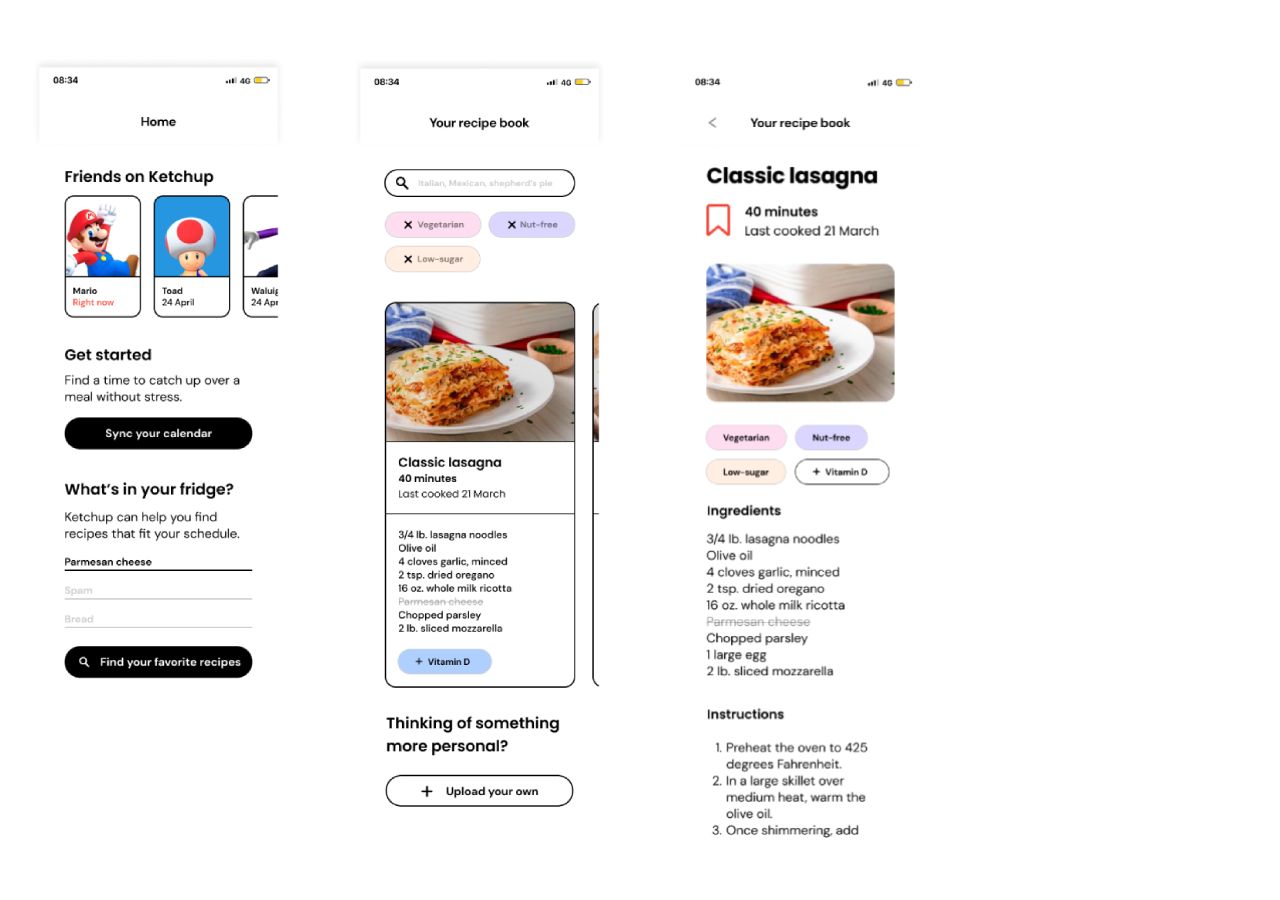 08:34
4G
Home
Friends on Ketchup
M
Mario
Right now
Toad
24 April
Waluig
24 Apr
Get started
Find a time to catch up over a
meal without stress.
Sync your calendar
What's in your fridge?
Ketchup can help you find
recipes that fit your schedule.
Parmesan cheese
Spam
Bread
Find your favorite recipes
08:34
4G
Your recipe book
Italian, Mexican, shepherd's pie
Vegetarian
Nut-free
Low-sugar
Classic lasagna
40 minutes
Last cooked 21 March
3/4 lb. lasagna noodles
Olive oil
4 cloves garlic, minced
2 tsp. dried oregano
16 oz. whole milk ricotta
Parmesan cheese
Chopped parsley
2 lb. sliced mozzarella
+ Vitamin D
Thinking of something
more personal?
+ Upload your own
08:34
4G
< Your recipe book
Classic lasagna
40 minutes
Last cooked 21 March
Vegetarian
Nut-free
Low-sugar
+ Vitamin D
Ingredients
3/4 lb. lasagna noodles
Olive oil
4 cloves garlic, minced
2 tsp. dried oregano
16 oz. whole milk ricotta
Parmesan cheese
Chopped parsley
1 large egg
2 lb. sliced mozzarella
Instructions
1. Preheat the oven to 425
degrees Fahrenheit.
2. In a large skillet over
medium heat, warm the
olive oil.
3. Once shimmering, add